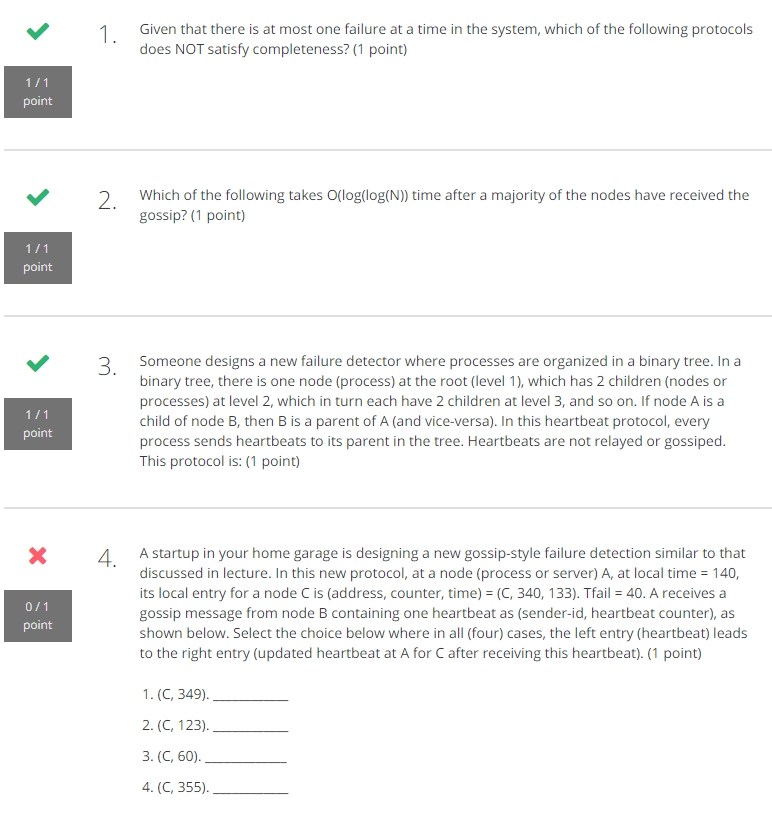 1. Given that there is at most one failure at a time in the system, which of the following protocols
does NOT satisfy completeness? (1 point)
1 / 1
point
2. Which of the following takes O(log(log(N)) time after a majority of the nodes have received the
gossip? (1 point)
1 / 1
point
3. Someone designs a new failure detector where processes are organized in a binary tree. In a
binary tree, there is one node (process) at the root (level 1), which has 2 children (nodes or
processes) at level 2, which in turn each have 2 children at level 3, and so on. If node A is a
child of node B, then B is a parent of A (and vice-versa). In this heartbeat protocol, every
process sends heartbeats to its parent in the tree. Heartbeats are not relayed or gossiped.
This protocol is: (1 point)
1 / 1
point
4. A startup in your home garage is designing a new gossip-style failure detection similar to that
discussed in lecture. In this new protocol, at a node (process or server) A, at local time = 140,
its local entry for a node C is (address, counter, time) = (C, 340, 133). Tfail = 40. A receives a
gossip message from node B containing one heartbeat as (sender-id, heartbeat counter), as
shown below. Select the choice below where in all (four) cases, the left entry (heartbeat) leads
to the right entry (updated heartbeat at A for C after receiving this heartbeat). (1 point)
0 / 1
point
1. (C, 349). ___________
2. (C, 123). ___________
3. (C, 60). ___________
4. (C, 355). ___________